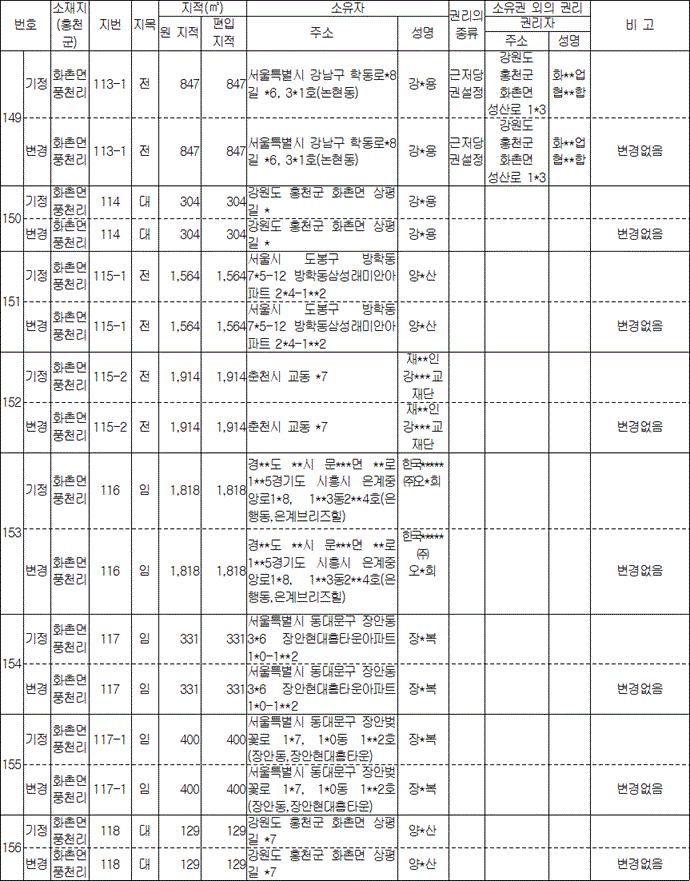 번호 소재지(홍천군) 지번 지목 지적(㎡) 소유자 권리의 종류 소유권 외의 권리 비 고
원 지적 편입 지적 주소 성명 권리자
주소 성명
149
기정 화촌면 풍천리 113-1 전 847 847 서울특별시 강남구 학동로*8길 *6, 3*1호(논현동) 강*용 근저당권설정 강원도 홍천군 화촌면 성산로 1*3 화**업협**합
변경 화촌면 풍천리 113-1 전 847 847 서울특별시 강남구 학동로*8길 *6, 3*1호(논현동) 강*용 근저당권설정 강원도 홍천군 화촌면 성산로 1*3 화**업협**합 변경없음
150
기정 화촌면 풍천리 114 대 304 304 강원도 홍천군 화촌면 상평길 * 강*용
변경 화촌면 풍천리 114 대 304 304 강원도 홍천군 화촌면 상평길 * 강*용 변경없음
151
기정 화촌면 풍천리 115-1 전 1,564 1,564 서울시 도봉구 방학동 7*5-12 방학동삼성래미안아파트 2*4-1**2 양*산
변경 화촌면 풍천리 115-1 전 1,564 1,564 서울시 도봉구 방학동 7*5-12 방학동삼성래미안아파트 2*4-1**2 양*산 변경없음
152
기정 화촌면 풍천리 115-2 전 1,914 1,914 춘천시 교동 *7 재**인강***교재단
변경 화촌면 풍천리 115-2 전 1,914 1,914 춘천시 교동 *7 재**인강***교재단 변경없음
153
기정 화촌면 풍천리 116 임 1,818 1,818 경**도 **시 문***면 **로 1**5경기도 시흥시 은계중앙로1*8, 1**3동2**4호(은행동,은계브리즈힐) 한국*****㈜오*희
변경 화촌면 풍천리 116 임 1,818 1,818 경**도 **시 문***면 **로 1**5경기도 시흥시 은계중앙로1*8, 1**3동2**4호(은행동,은계브리즈힐) 한국*****㈜ 오*희 변경없음
154
기정 화촌면 풍천리 117 임 331 331 서울특별시 동대문구 장안동 3*6 장안현대홈타운아파트 1*0-1**2 장*복
변경 화촌면 풍천리 117 임 331 331 서울특별시 동대문구 장안동 3*6 장안현대홈타운아파트 1*0-1**2 장*복 변경없음
155
기정 화촌면 풍천리 117-1 임 400 400 서울특별시 동대문구 장안벚꽃로 1*7, 1*0동 1**2호(장안동,장안현대홈타운) 장*복
변경 화촌면 풍천리 117-1 임 400 400 서울특별시 동대문구 장안벚꽃로 1*7, 1*0동 1**2호(장안동,장안현대홈타운) 장*복 변경없음
156
기정 화촌면 풍천리 118 대 129 129 강원도 홍천군 화촌면 상평길 *7 양*산
변경 화촌면 풍천리 118 대 129 129 강원도 홍천군 화촌면 상평길 *7 양*산 변경없음